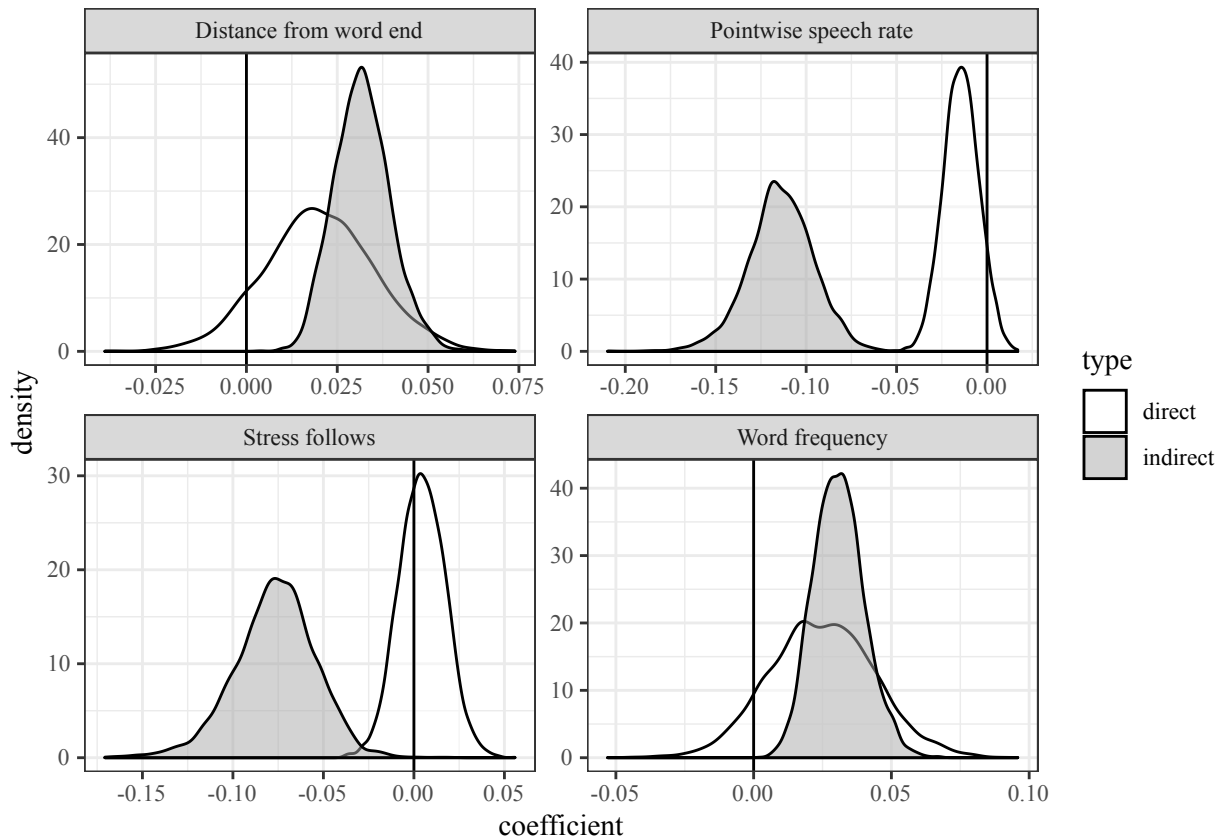 Distance from word end
Pointwise speech rate
40
20
0
-0.025 0.000 0.025 0.050 0.075
40
30
20
10
0
-0.20 -0.15 -0.10 -0.05 0.00
Stress follows
Word frequency
30
20
10
0
-0.15 -0.10 -0.05 0.00 0.05
40
30
20
10
0
-0.05 0.00 0.05 0.10
density
coefficient
type
direct
indirect